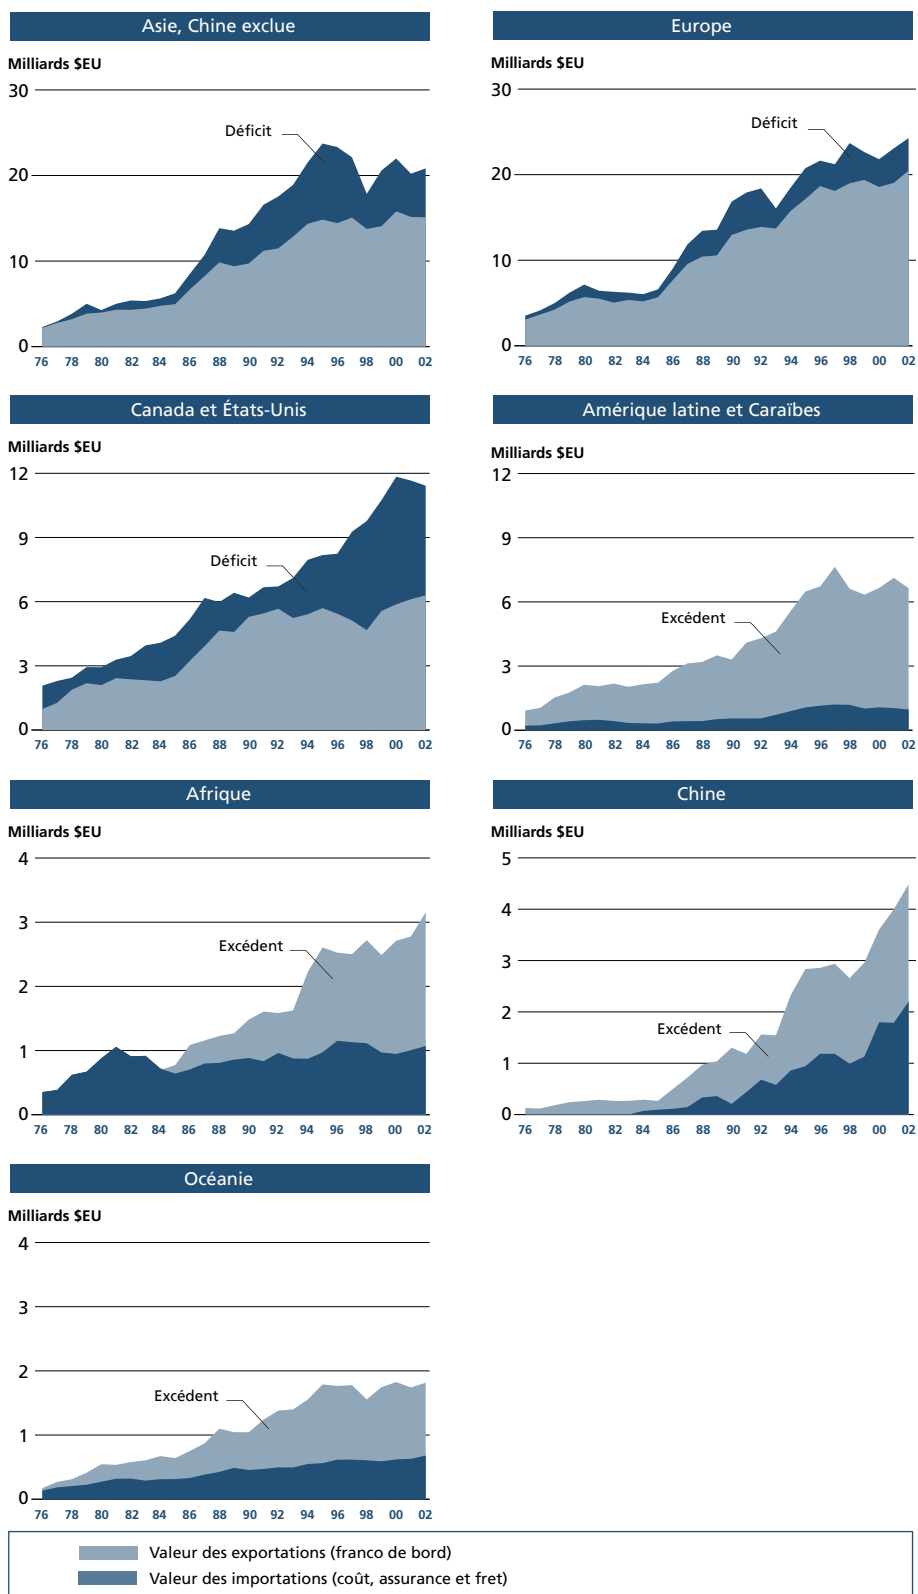 Asie, Chine exclue
Milliards $EU
30
20
10
0
Déficit
76 78 80 82 84 86 88 90 92 94 96 98 00 02
Europe
Milliards $EU
30
20
10
0
Déficit
76 78 80 82 84 86 88 90 92 94 96 98 00 02
Canada et États-Unis
Milliards $EU
12
9
6
3
0
Déficit
76 78 80 82 84 86 88 90 92 94 96 98 00 02
Amérique latine et Caraïbes
Milliards $EU
12
9
6
3
0
Excédent
76 78 80 82 84 86 88 90 92 94 96 98 00 02
Afrique
Milliards $EU
4
3
2
1
0
Excédent
76 78 80 82 84 86 88 90 92 94 96 98 00 02
Chine
Milliards $EU
5
4
3
2
1
0
Excédent
76 78 80 82 84 86 88 90 92 94 96 98 00 02
Océanie
Milliards $EU
4
3
2
1
0
Excédent
76 78 80 82 84 86 88 90 92 94 96 98 00 02
Valeur des exportations (franco de bord)
Valeur des importations (coût, assurance et fret)